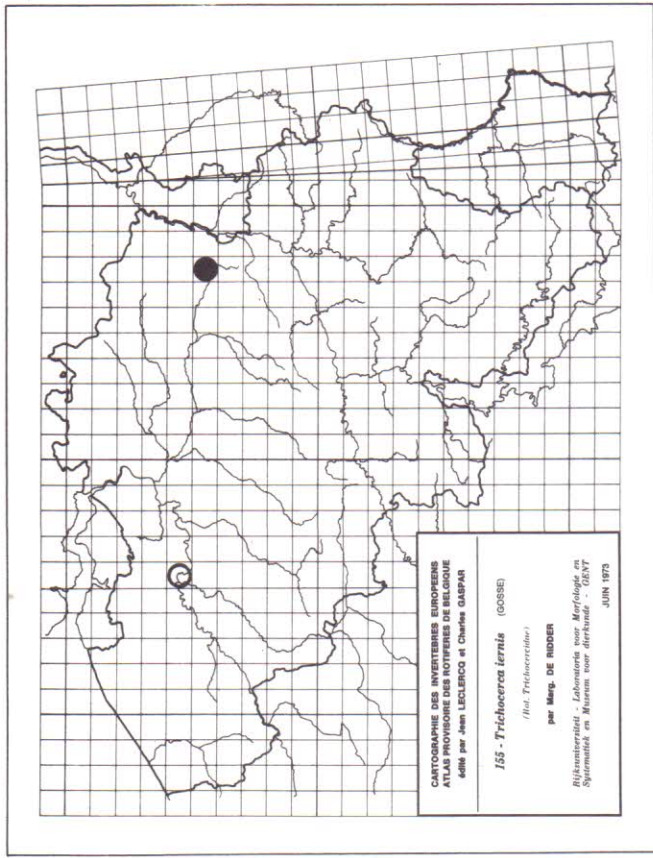 CARTOGRAPHIE DES INVERTEBRES EUROPEENS
ATLAS PROVISOIRE DES ROTIFERES DE BELGIQUE
édité par Jean LECLERCQ et Charles GASPAR
155 - Trichocerca iernis (GOSSE)
(Rot. Trichocercidae)
par Marg. DE RIDDER
Rijksuniversiteit - Laboratoria voor Morfologie en
Systematiek en Museum voor dierkunde - GENT
JUIN 1973